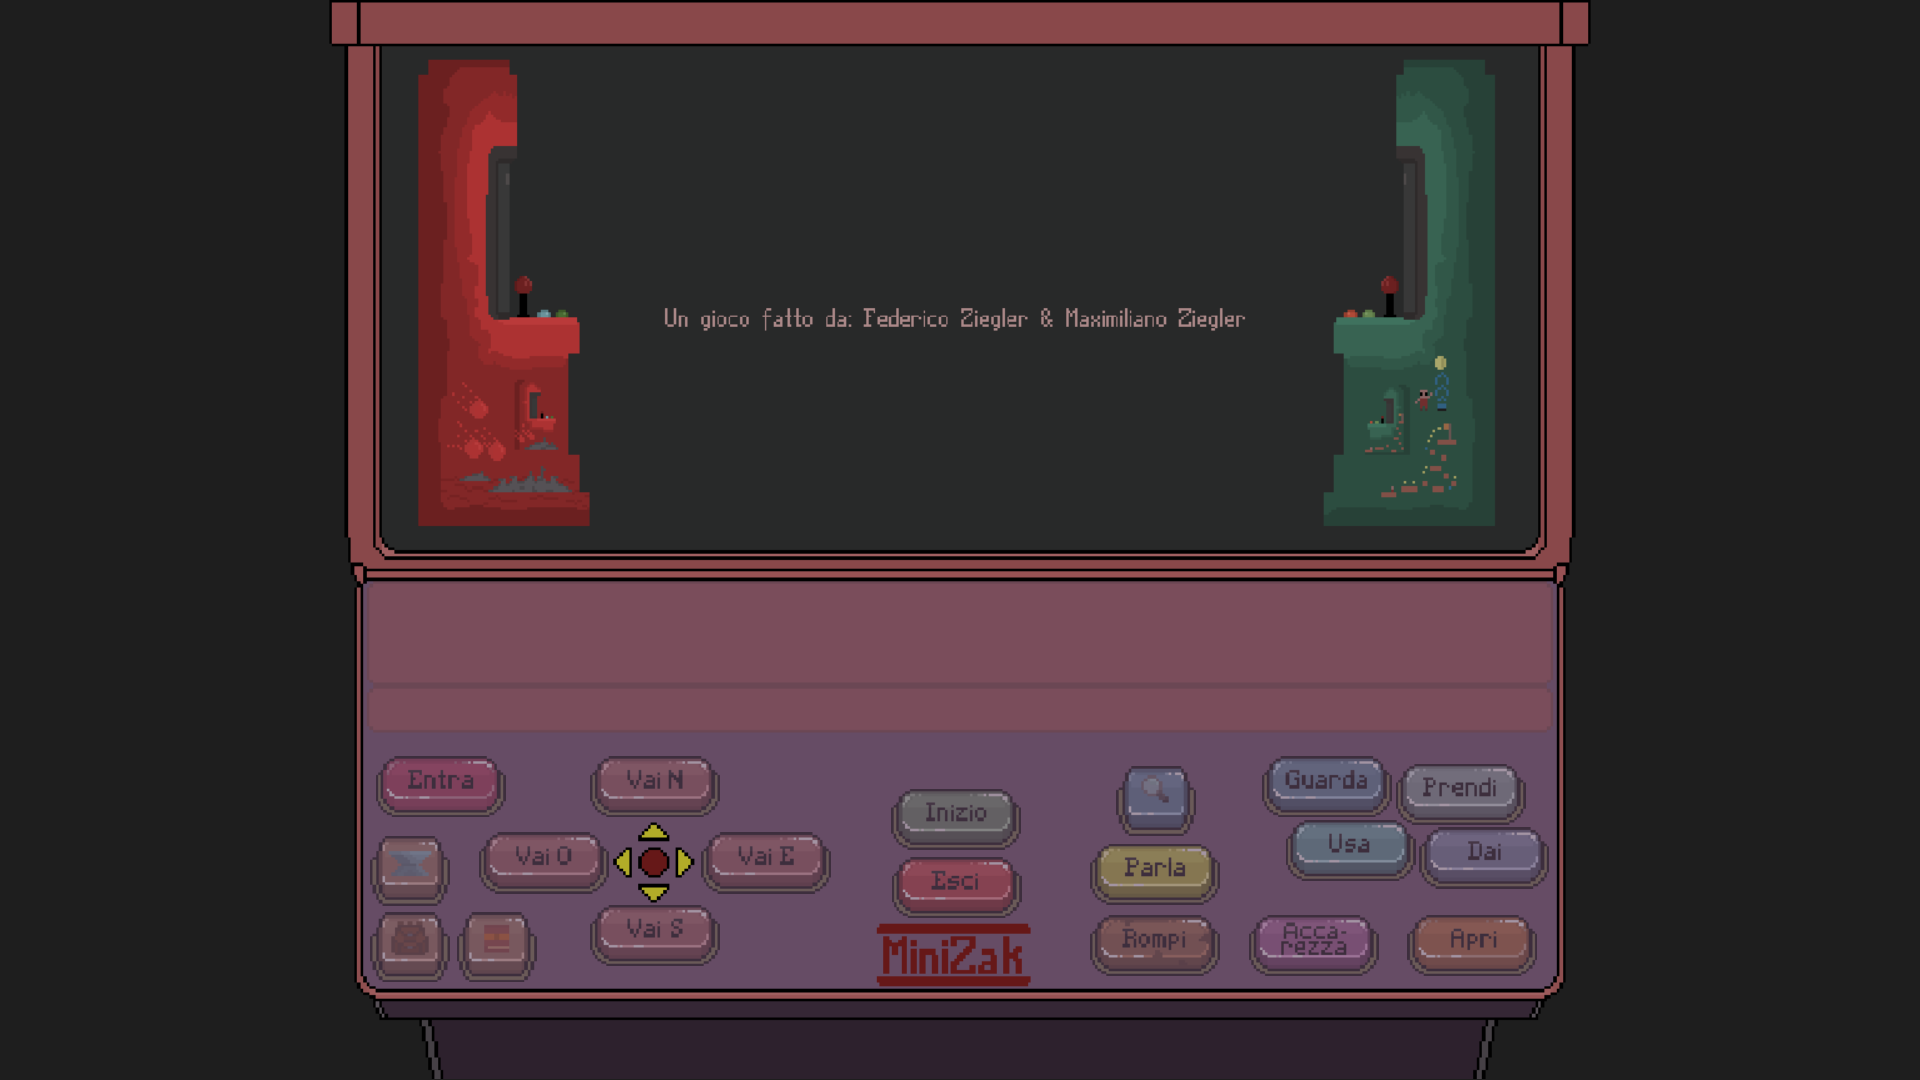 Un gioco fatto da: Federico Ziegler & Maximiliano Ziegler
Entra
Vai N
Vai O
Vai E
Vai S
Inizio
Esci
MiniZak
Parla
Rompi
Guarda
Prendi
Usa
Dai
Acca-
rezza
Apri